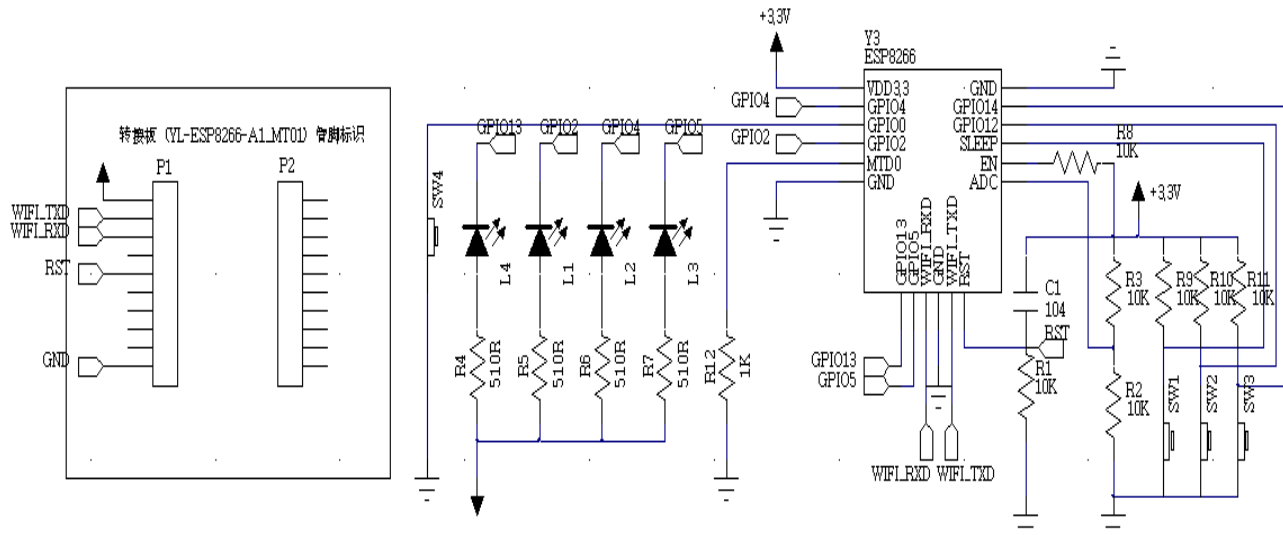 转接板 (YL-ESP8266-A1_MT01) 管脚标识
P1
P2
WIFI_TXD
WIFI_RXD
RST
GND
SW4
GPIO13
GPIO2
GPIO4
GPIO5
L4
L1
L2
L3
R4
510R
R5
510R
R6
510R
R7
510R
R12
1K
+3,3V
Y3
ESP8266
GPIO4
GPIO2
VDD3,3
GPIO4
GPIO0
GPIO2
MTD0
GND
GND
GPIO14
GPIO12
SLEEP
EN
ADC
GPIO13
GPIO5
WIFI_RXD
GND
WIFI_TXD
RST
GPIO13
GPIO5
WIFI_RXD
WIFI_TXD
R8
10K
+3,3V
C1
104
RST
R1
10K
R3
10K
R2
10K
R9
10K
R10
10K
R11
10K
SW1
SW2
SW3